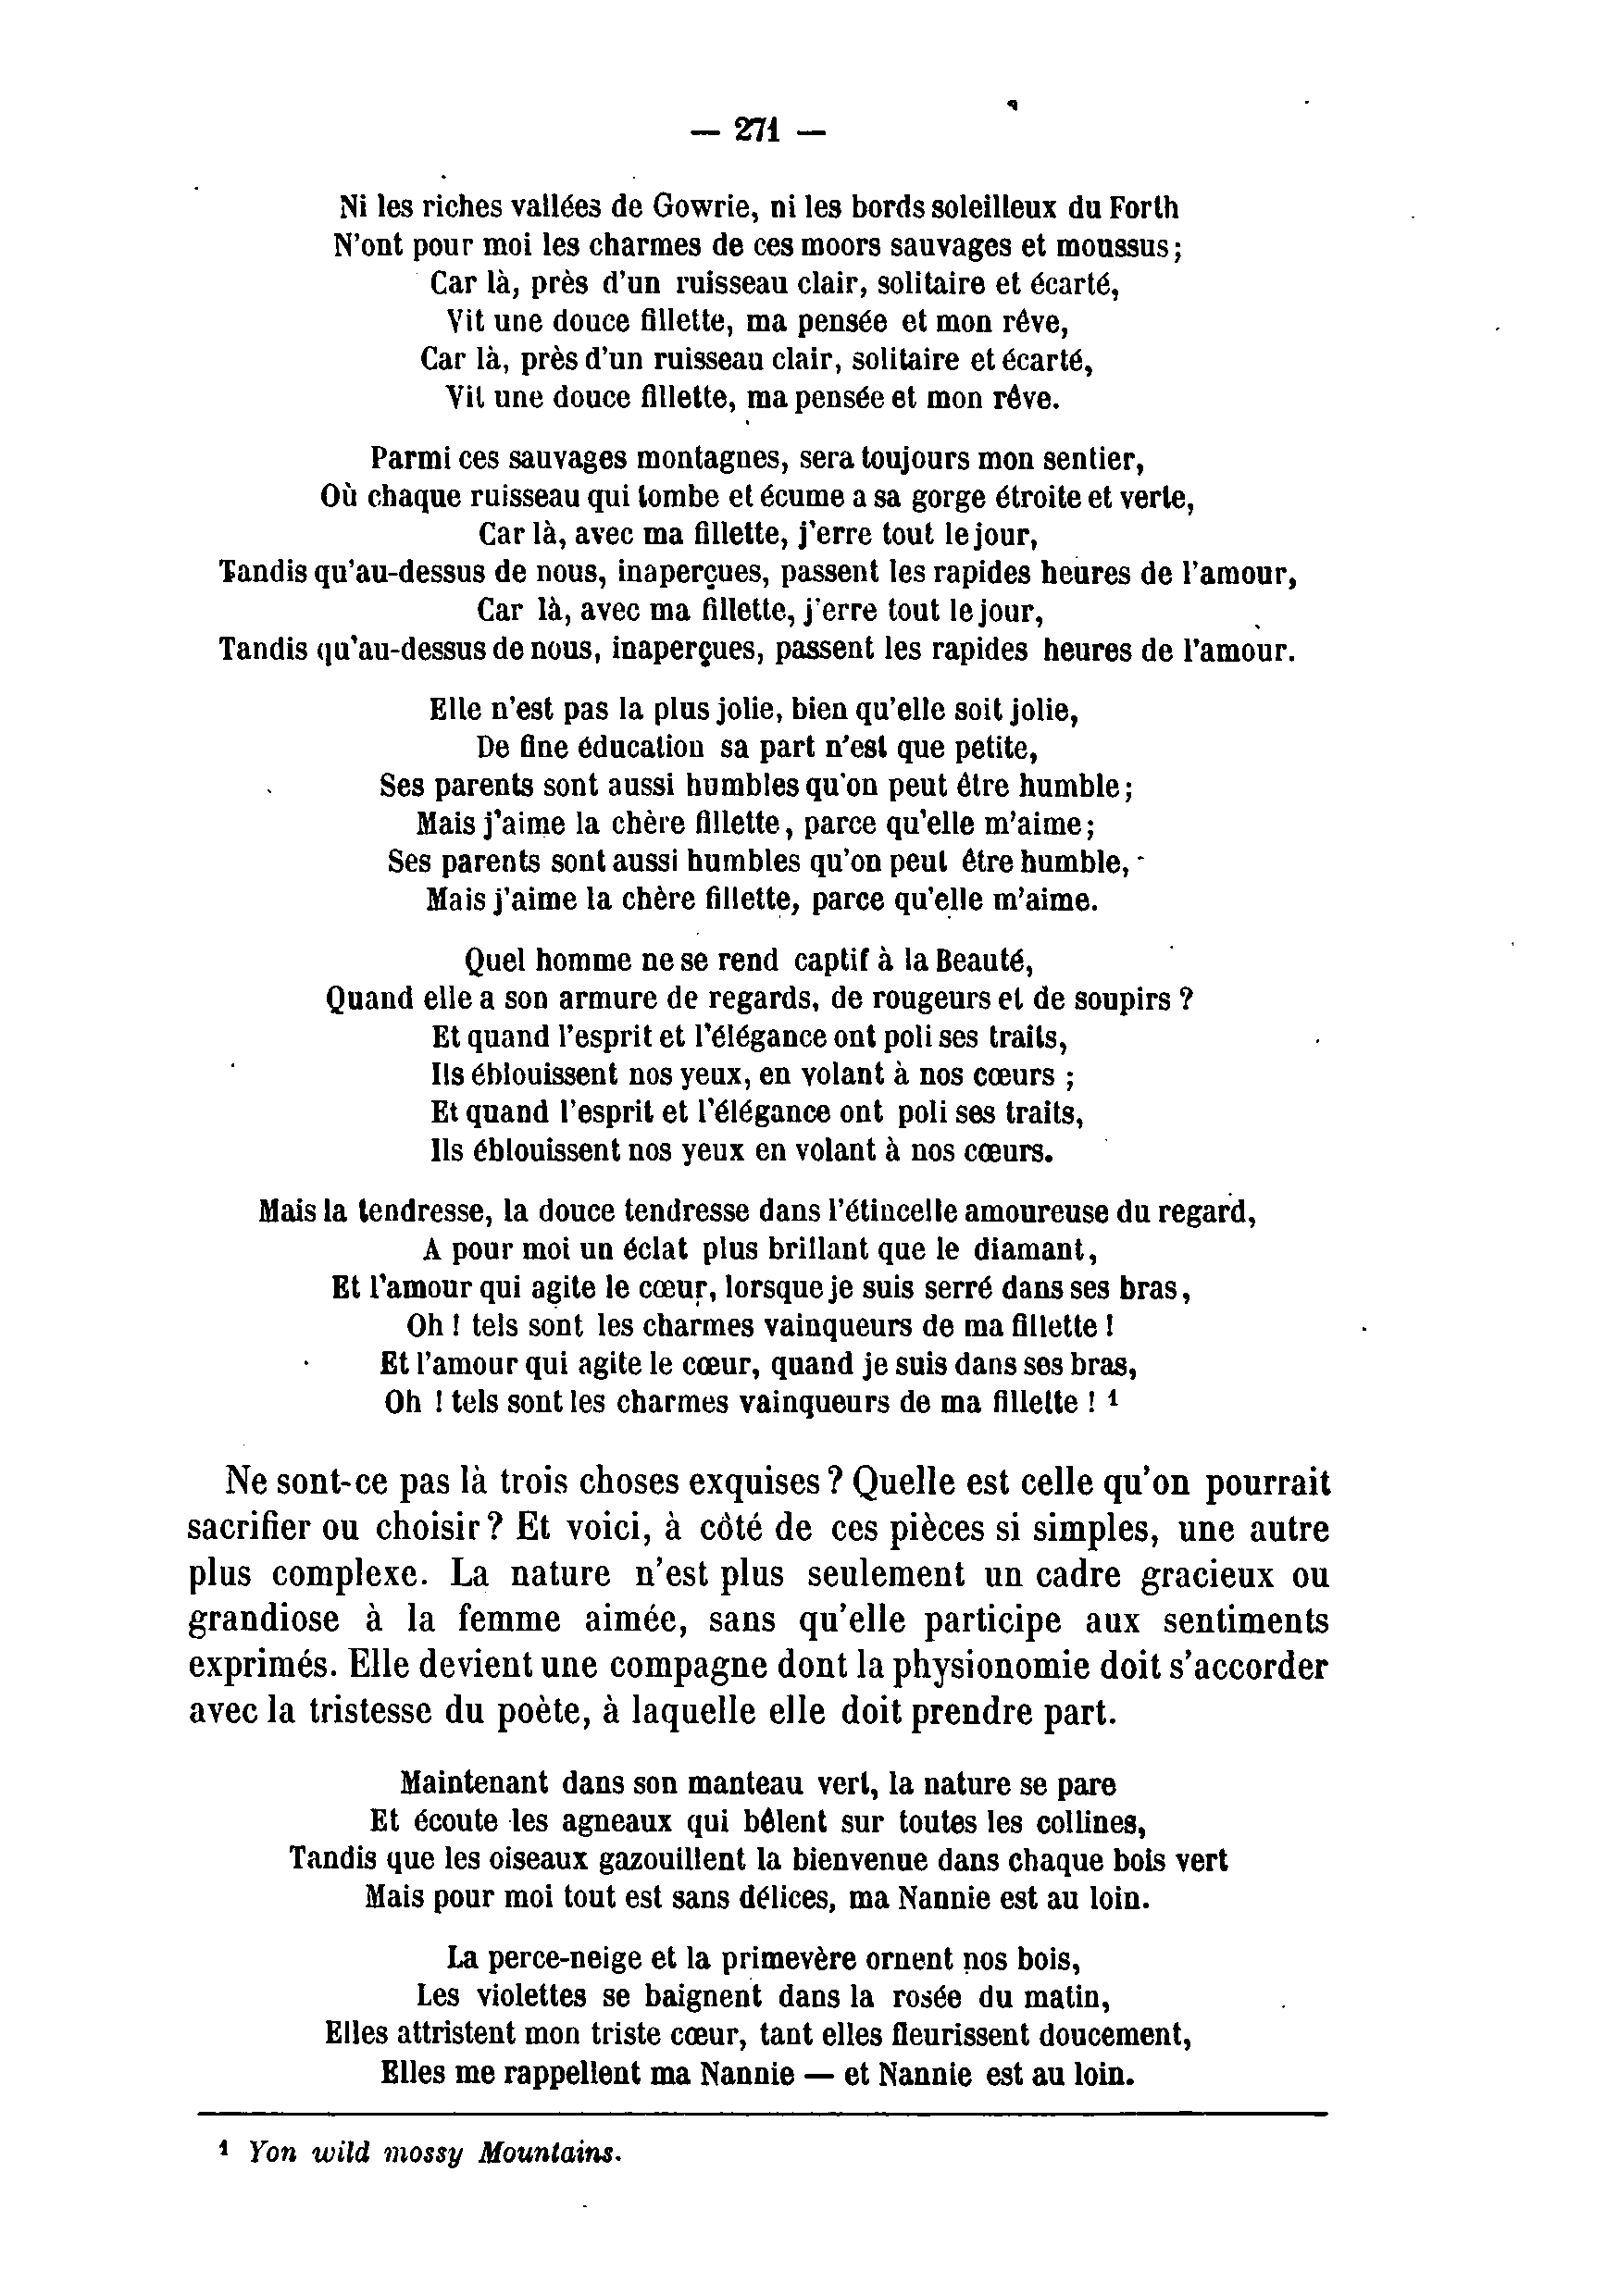 — 271 —
Ni les riches vallées de Gowrie, ni les bords soleilleux du Forth
N'ont pour moi les charmes de ces moors sauvages et moussus;
Car là, près d'un ruisseau clair, solitaire et écarté,
Vit une douce fillette, ma pensée et mon rêve,
Car là, près d'un ruisseau clair, solitaire et écarté,
Vit une douce fillette, ma pensée et mon rêve.
Parmi ces sauvages montagnes, sera toujours mon sentier,
Où chaque ruisseau qui tombe et écume a sa gorge étroite et verte,
Car là, avec ma fillette, j'erre tout le jour,
Tandis qu'au-dessus de nous, inaperçues, passent les rapides heures de l'amour,
Car là, avec ma fillette, j'erre tout le jour,
Tandis qu'au-dessus de nous, inaperçues, passent les rapides heures de l'amour.
Elle n'est pas la plus jolie, bien qu'elle soit jolie,
De fine éducation sa part n'est que petite,
Ses parents sont aussi humbles qu'on peut être humble;
Mais j'aime la chère fillette, parce qu'elle m'aime;
Ses parents sont aussi humbles qu'on peut être humble,
Mais j'aime la chère fillette, parce qu'elle m'aime.
Quel homme ne se rend captif à la Beauté,
Quand elle a son armure de regards, de rougeurs et de soupirs ?
Et quand l'esprit et l'élégance ont poli ses traits,
Ils éblouissent nos yeux, en volant à nos cœurs ;
Et quand l'esprit et l'élégance ont poli ses traits,
Ils éblouissent nos yeux en volant à nos cœurs.
Mais la tendresse, la douce tendresse dans l'étincelle amoureuse du regard,
A pour moi un éclat plus brillant que le diamant,
Et l'amour qui agite le cœur, lorsque je suis serré dans ses bras,
Oh ! tels sont les charmes vainqueurs de ma fillette !
Et l'amour qui agite le cœur, quand je suis dans ses bras,
Oh ! tels sont les charmes vainqueurs de ma fillette ! 1
Ne sont-ce pas là trois choses exquises ? Quelle est celle qu'on pourrait
sacrifier ou choisir ? Et voici, à côté de ces pièces si simples, une autre
plus complexe. La nature n'est plus seulement un cadre gracieux ou
grandiose à la femme aimée, sans qu'elle participe aux sentiments
exprimés. Elle devient une compagne dont la physionomie doit s'accorder
avec la tristesse du poète, à laquelle elle doit prendre part.
Maintenant dans son manteau vert, la nature se pare
Et écoute les agneaux qui bêlent sur toutes les collines,
Tandis que les oiseaux gazouillent la bienvenue dans chaque bois vert
Mais pour moi tout est sans délices, ma Nannie est au loin.
La perce-neige et la primevère ornent nos bois,
Les violettes se baignent dans la rosée du matin,
Elles attristent mon triste cœur, tant elles fleurissent doucement,
Elles me rappellent ma Nannie — et Nannie est au loin.
1 Yon wild mossy Mountains.